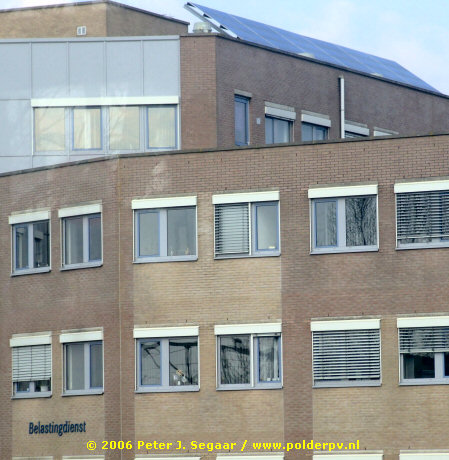 Belastingdienst
© 2006 Peter J. Segaar / www.polderpv.nl